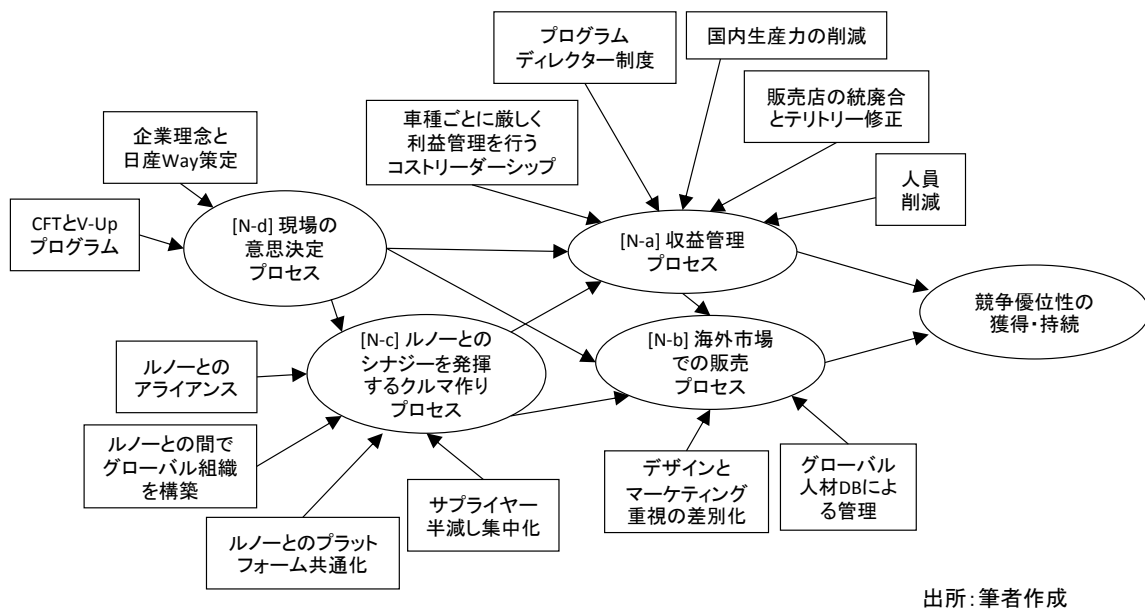 プログラム
ディレクター制度
国内生産力の削減
車種ごとに厳しく
利益管理を行う
コストリーダーシップ
販売店の統廃合
とテリトリー修正
企業理念と
日産Way策定
人員
削減
CFTとV-Up
プログラム
[N-d] 現場の
意思決定
プロセス
[N-a] 収益管理
プロセス
競争優位性の
獲得・持続
[N-c] ルノーとの
シナジーを発揮
するクルマ作り
プロセス
[N-b] 海外市場
での販売
プロセス
ルノーとの
アライアンス
ルノーとの間で
グローバル組織
を構築
サプライヤー
半減し集中化
デザインと
マーケティング
重視の差別化
グローバル
人材DBによ
る管理
ルノーとのプラット
フォーム共通化
出所：筆者作成